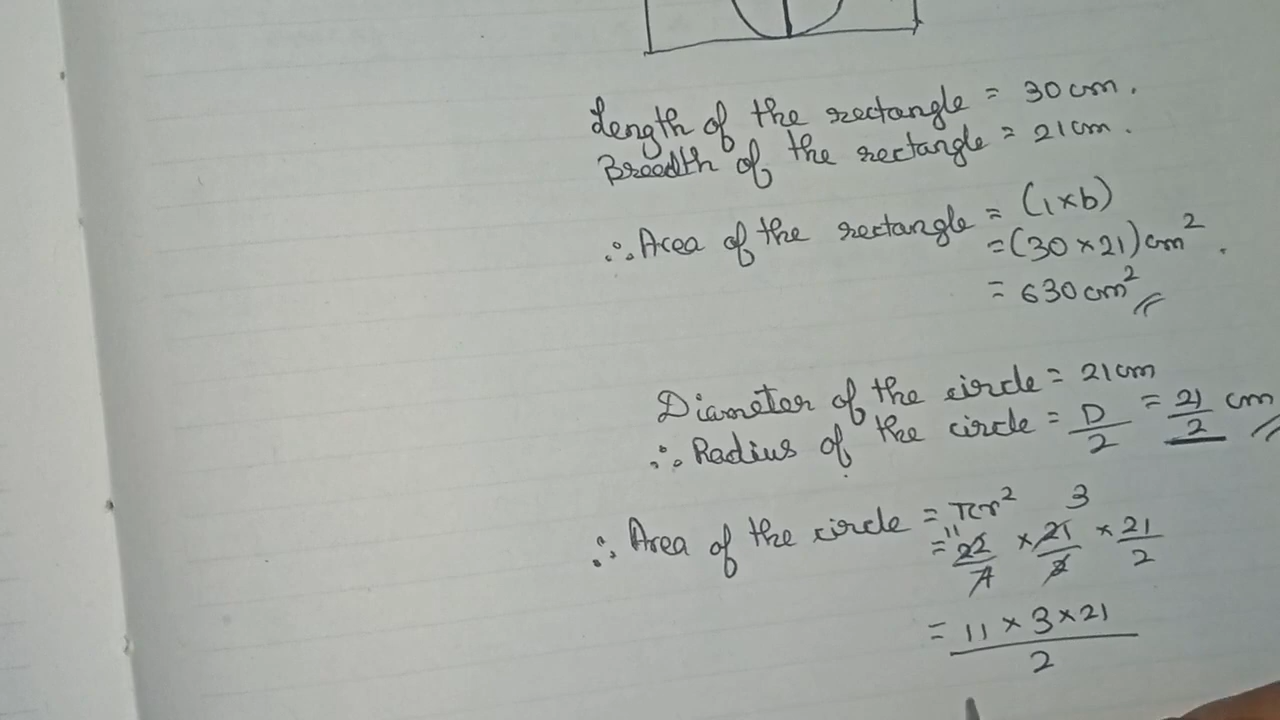 Length of the rectangle = 30 cm.
Breadth of the rectangle = 21 cm.
∴ Area of the rectangle = (l × b)
= (30 × 21) cm².
= 630 cm²
Diameter of the circle = 21 cm
∴ Radius of the circle = D/2 = 21/2 cm
∴ Area of the circle = πr²
= 22/7 × 21/2 × 21/2
11 3
= 11 × 3 × 21 / 2